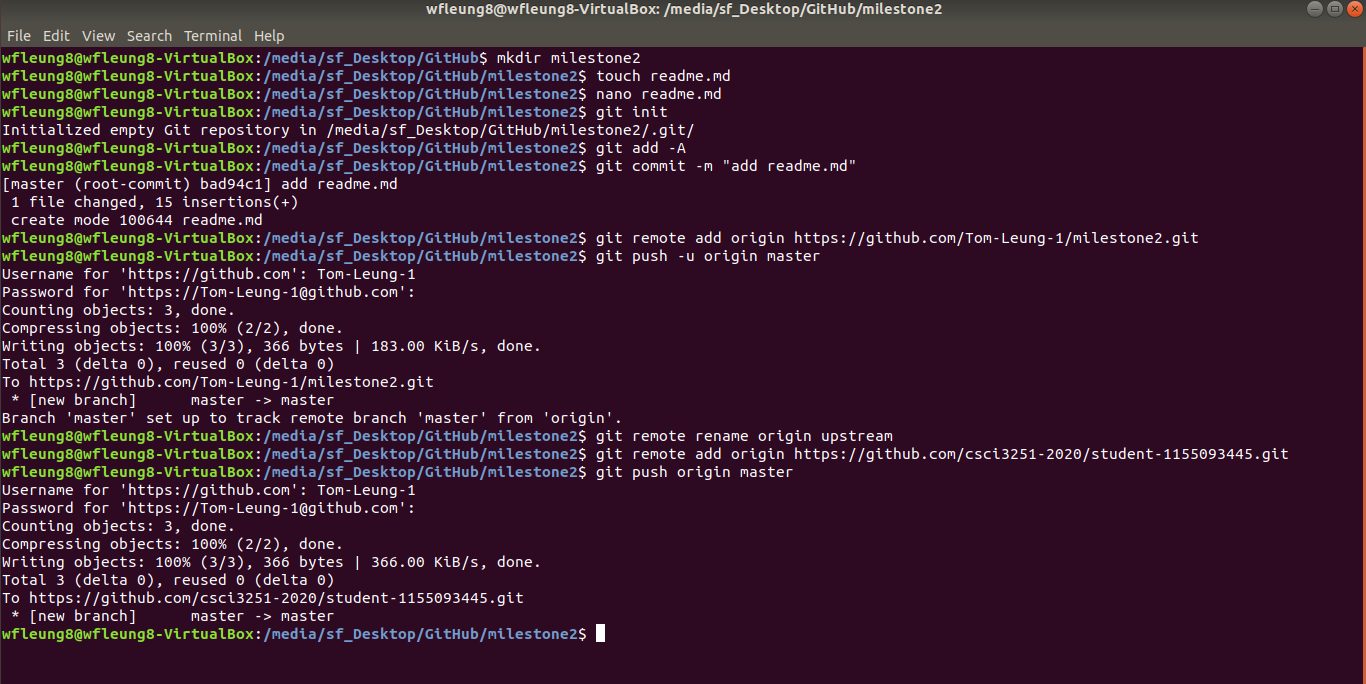 wfleung8@wfleung8-VirtualBox: /media/sf_Desktop/GitHub/milestone2
File Edit View Search Terminal Help
wfleung8@wfleung8-VirtualBox:/media/sf_Desktop/GitHub$ mkdir milestone2
wfleung8@wfleung8-VirtualBox:/media/sf_Desktop/GitHub/milestone2$ touch readme.md
wfleung8@wfleung8-VirtualBox:/media/sf_Desktop/GitHub/milestone2$ nano readme.md
wfleung8@wfleung8-VirtualBox:/media/sf_Desktop/GitHub/milestone2$ git init
Initialized empty Git repository in /media/sf_Desktop/GitHub/milestone2/.git/
wfleung8@wfleung8-VirtualBox:/media/sf_Desktop/GitHub/milestone2$ git add -A
wfleung8@wfleung8-VirtualBox:/media/sf_Desktop/GitHub/milestone2$ git commit -m "add readme.md"
[master (root-commit) bad94c1] add readme.md
 1 file changed, 15 insertions(+)
 create mode 100644 readme.md
wfleung8@wfleung8-VirtualBox:/media/sf_Desktop/GitHub/milestone2$ git remote add origin https://github.com/Tom-Leung-1/milestone2.git
wfleung8@wfleung8-VirtualBox:/media/sf_Desktop/GitHub/milestone2$ git push -u origin master
Username for 'https://github.com': Tom-Leung-1
Password for 'https://Tom-Leung-1@github.com':
Counting objects: 3, done.
Compressing objects: 100% (2/2), done.
Writing objects: 100% (3/3), 366 bytes | 183.00 KiB/s, done.
Total 3 (delta 0), reused 0 (delta 0)
To https://github.com/Tom-Leung-1/milestone2.git
 * [new branch]      master -> master
Branch 'master' set up to track remote branch 'master' from 'origin'.
wfleung8@wfleung8-VirtualBox:/media/sf_Desktop/GitHub/milestone2$ git remote rename origin upstream
wfleung8@wfleung8-VirtualBox:/media/sf_Desktop/GitHub/milestone2$ git remote add origin https://github.com/csci3251-2020/student-1155093445.git
wfleung8@wfleung8-VirtualBox:/media/sf_Desktop/GitHub/milestone2$ git push origin master
Username for 'https://github.com': Tom-Leung-1
Password for 'https://Tom-Leung-1@github.com':
Counting objects: 3, done.
Compressing objects: 100% (2/2), done.
Writing objects: 100% (3/3), 366 bytes | 366.00 KiB/s, done.
Total 3 (delta 0), reused 0 (delta 0)
To https://github.com/csci3251-2020/student-1155093445.git
 * [new branch]      master -> master
wfleung8@wfleung8-VirtualBox:/media/sf_Desktop/GitHub/milestone2$